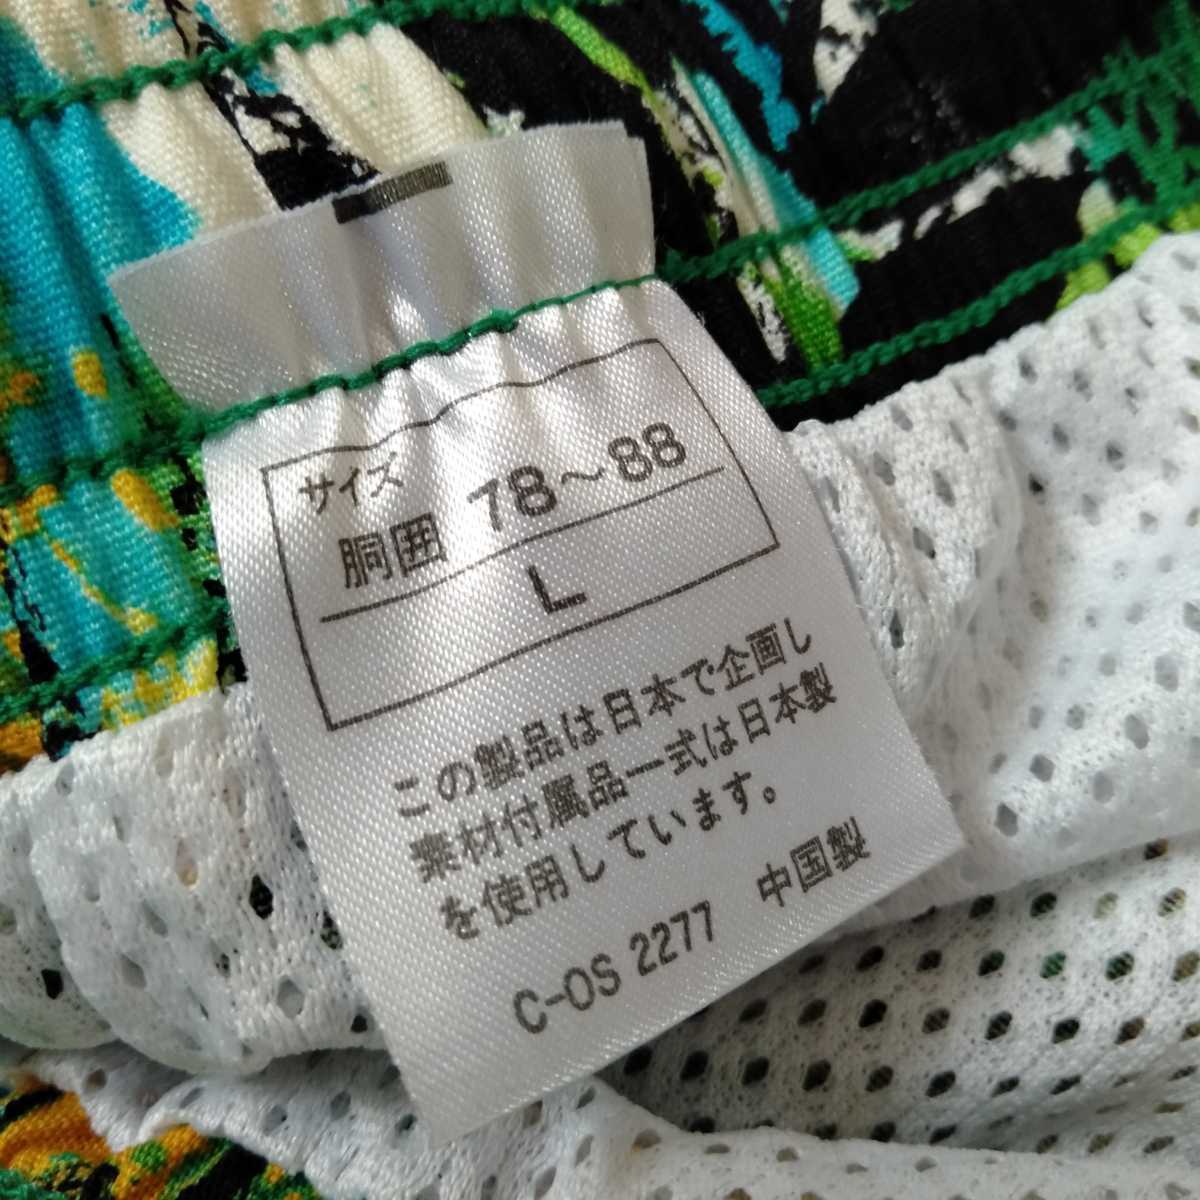 サイズ
胴囲 78～88
L
この製品は日本で企画し
素材付属品一式は日本製
を使用しています。
C-OS 2277 中国製